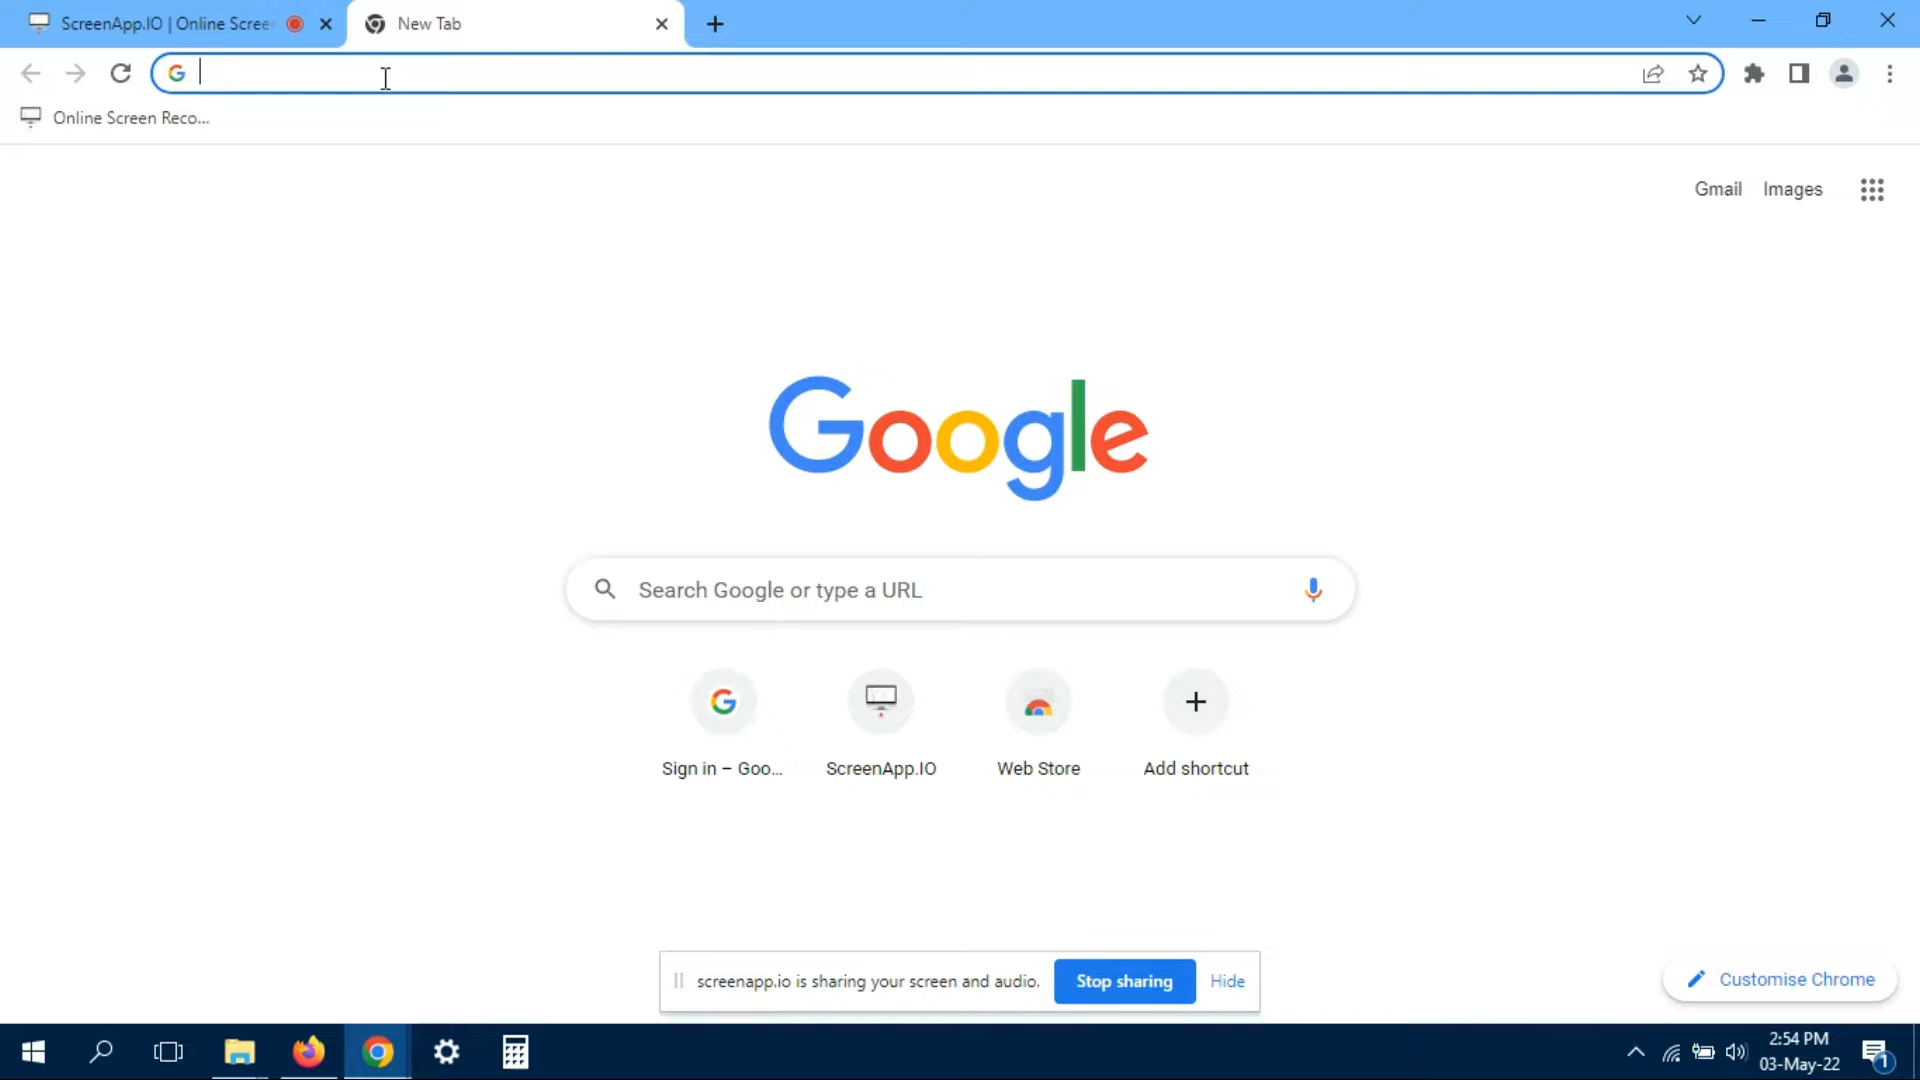 ScreenApp.IO | Online Scree
New Tab
Online Screen Reco...
Gmail
Images
Google
Search Google or type a URL
Sign in – Goo...
ScreenApp.IO
Web Store
Add shortcut
screenapp.io is sharing your screen and audio.
Stop sharing
Hide
Customise Chrome
2:54 PM
03-May-22
1